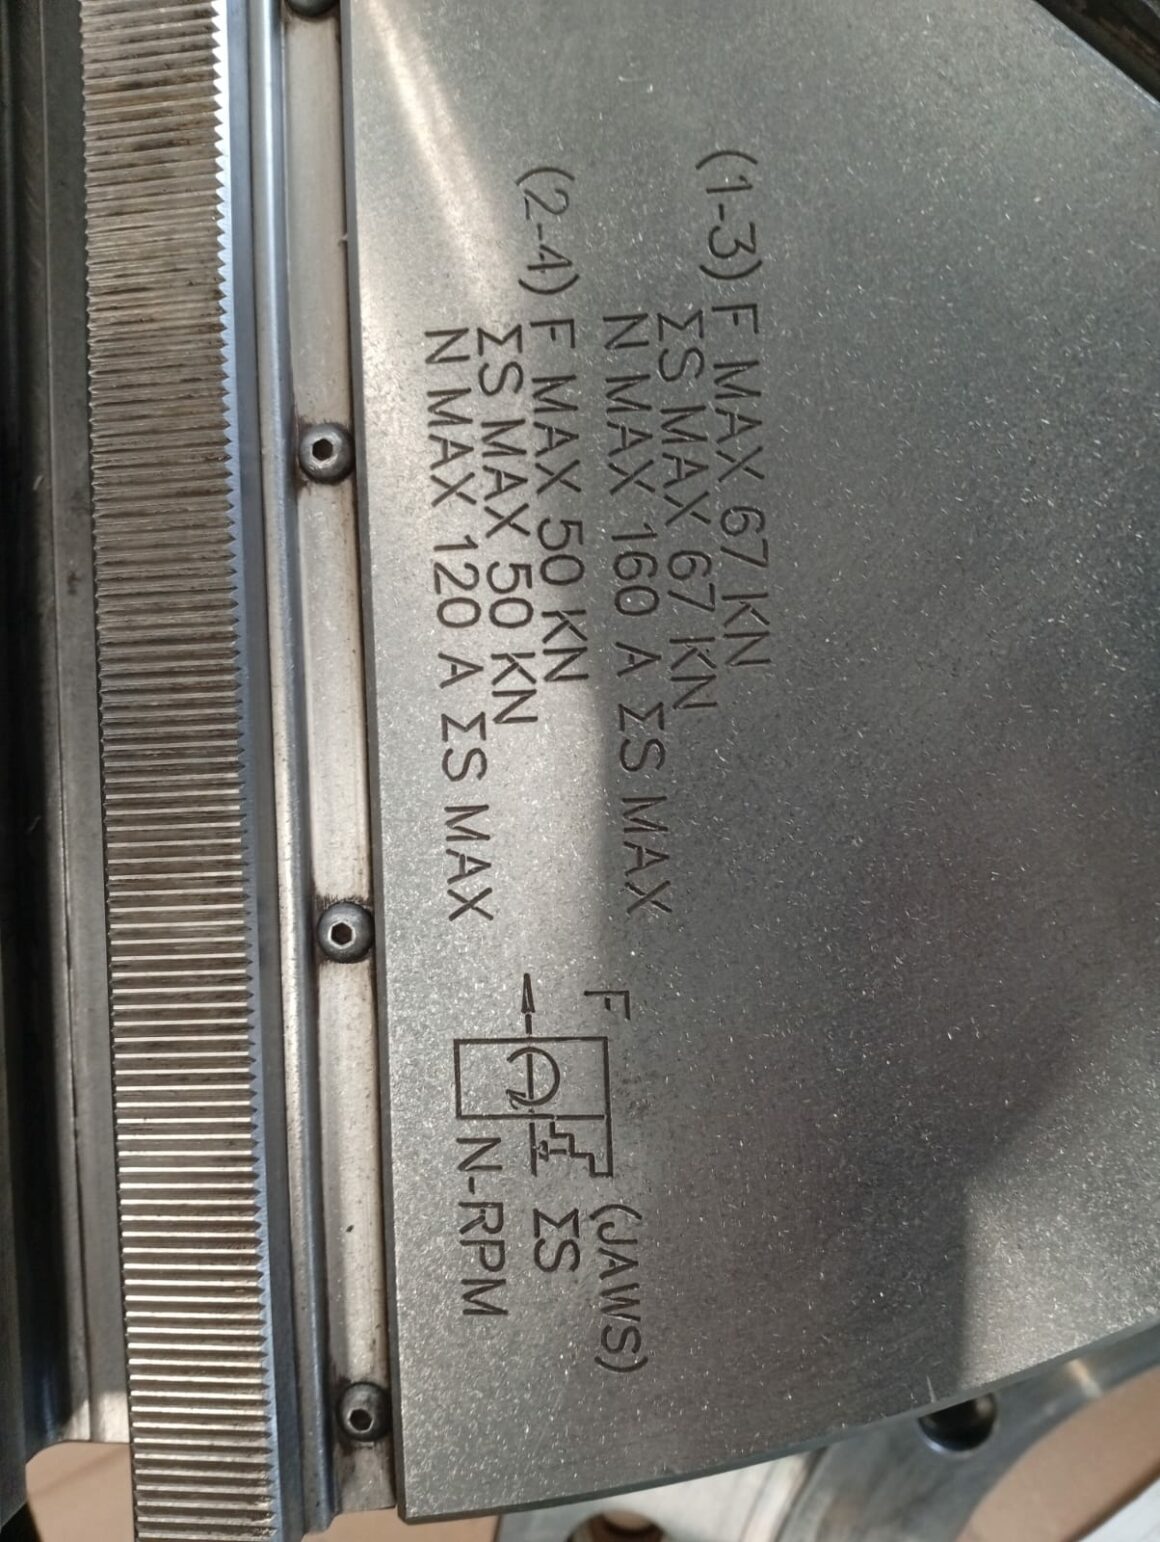 (1-3) F MAX 67 KN
ΣS MAX 67 KN
N MAX 160 A ΣS MAX
(2-4) F MAX 50 KN
ΣS MAX 50 KN
N MAX 120 A ΣS MAX
F (JAWS)
ΣS
N-RPM